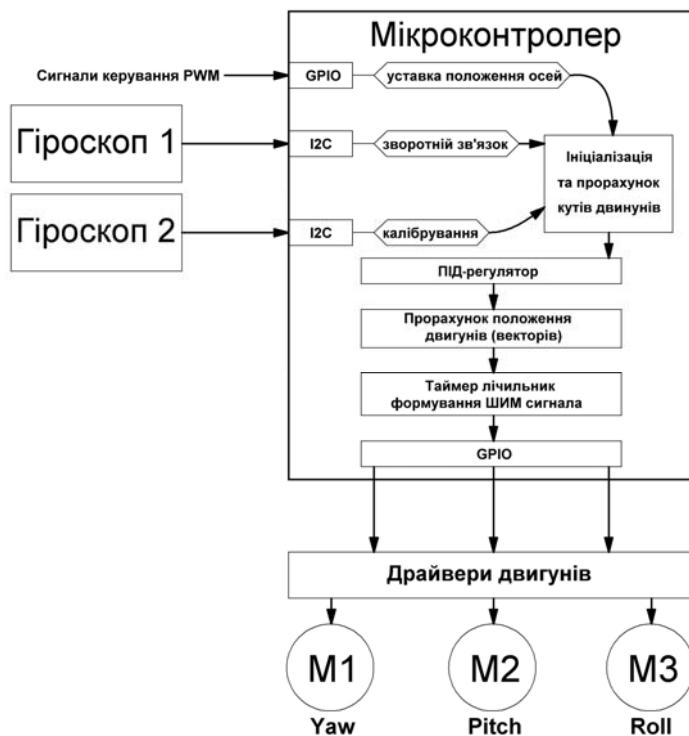 Мікроконтролер
Сигнали керування PWM
GPIO
уставка положення осей
Гіроскоп 1
I2C
зворотній зв'язок
Ініціалізація
та прорахунок
кутів двинунів
Гіроскоп 2
I2C
калібрування
ПІД-регулятор
Прорахунок положення
двигунів (векторів)
Таймер лічильник
формування ШИМ сигнала
GPIO
Драйвери двигунів
M1
M2
M3
Yaw
Pitch
Roll